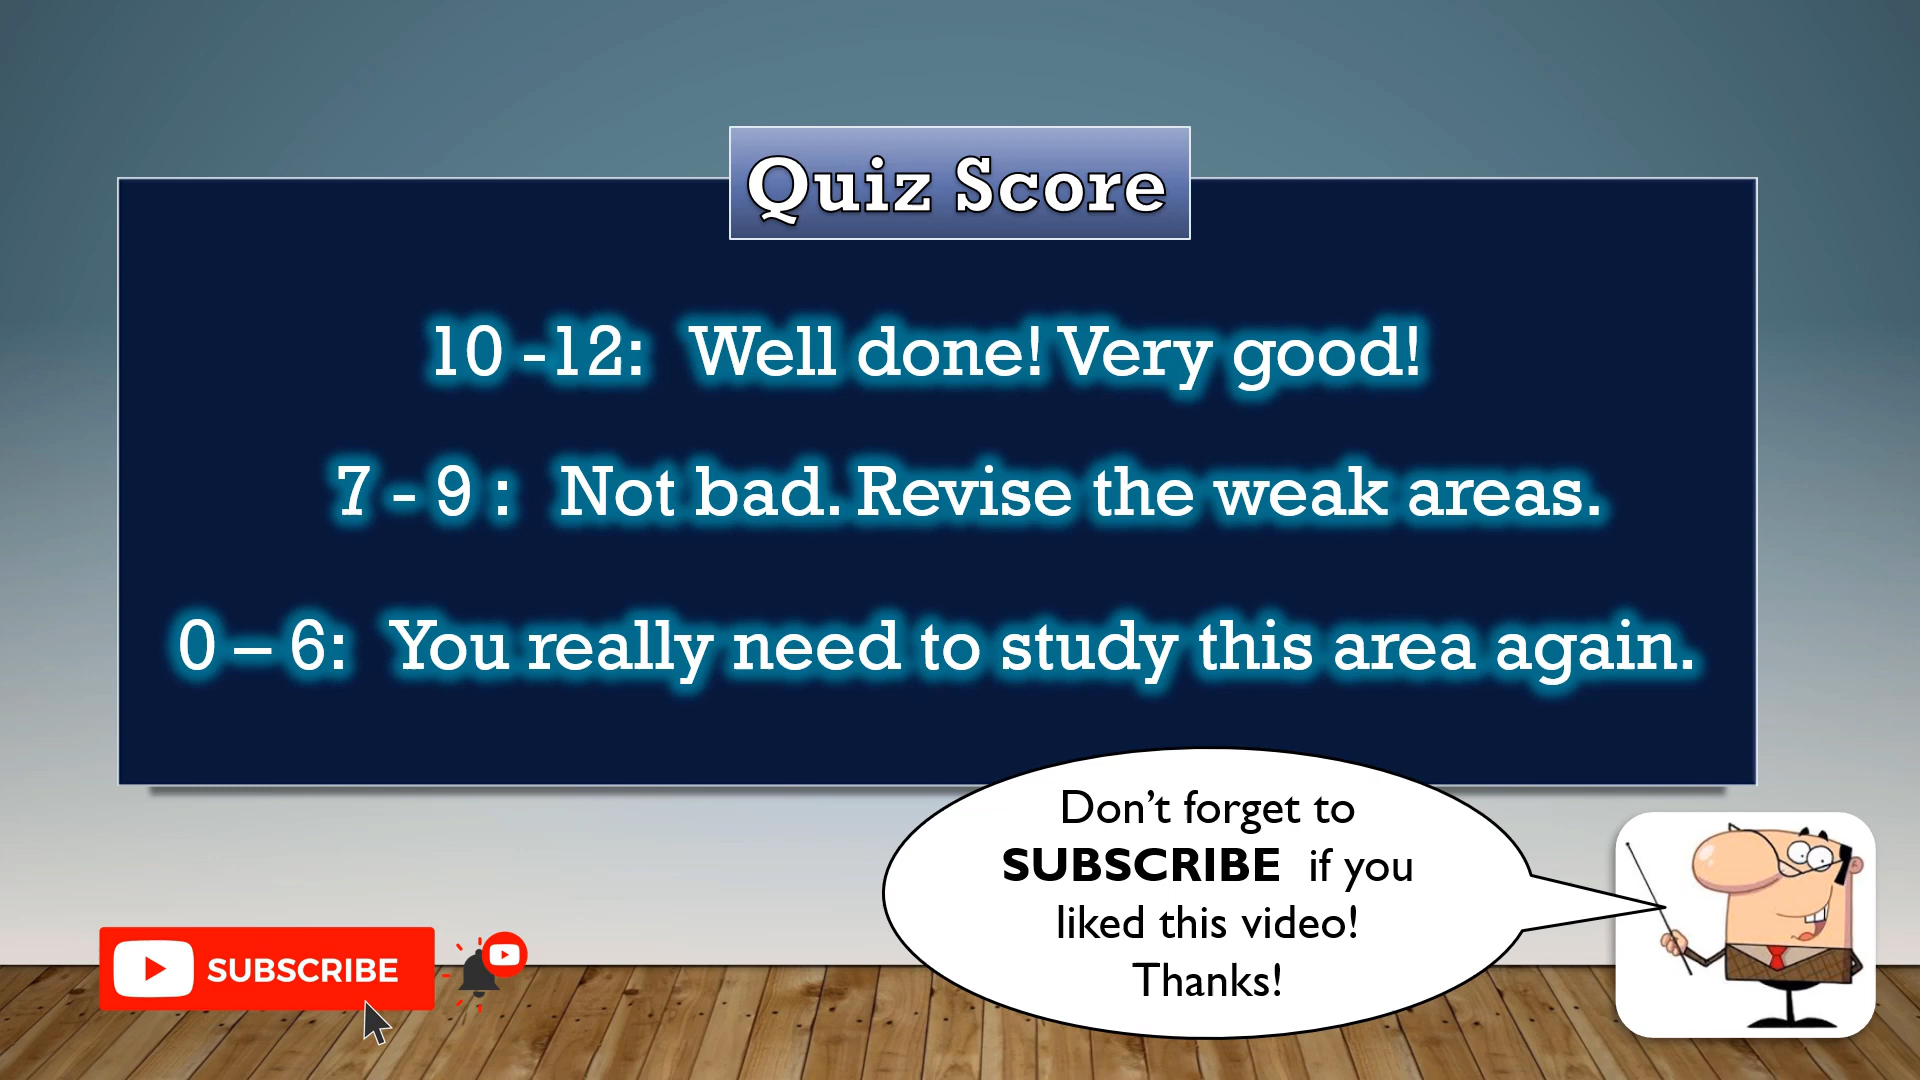 Quiz Score
10 -12: Well done! Very good!
7 - 9 : Not bad. Revise the weak areas.
0 – 6: You really need to study this area again.
Don’t forget to
SUBSCRIBE if you
liked this video!
Thanks!
SUBSCRIBE